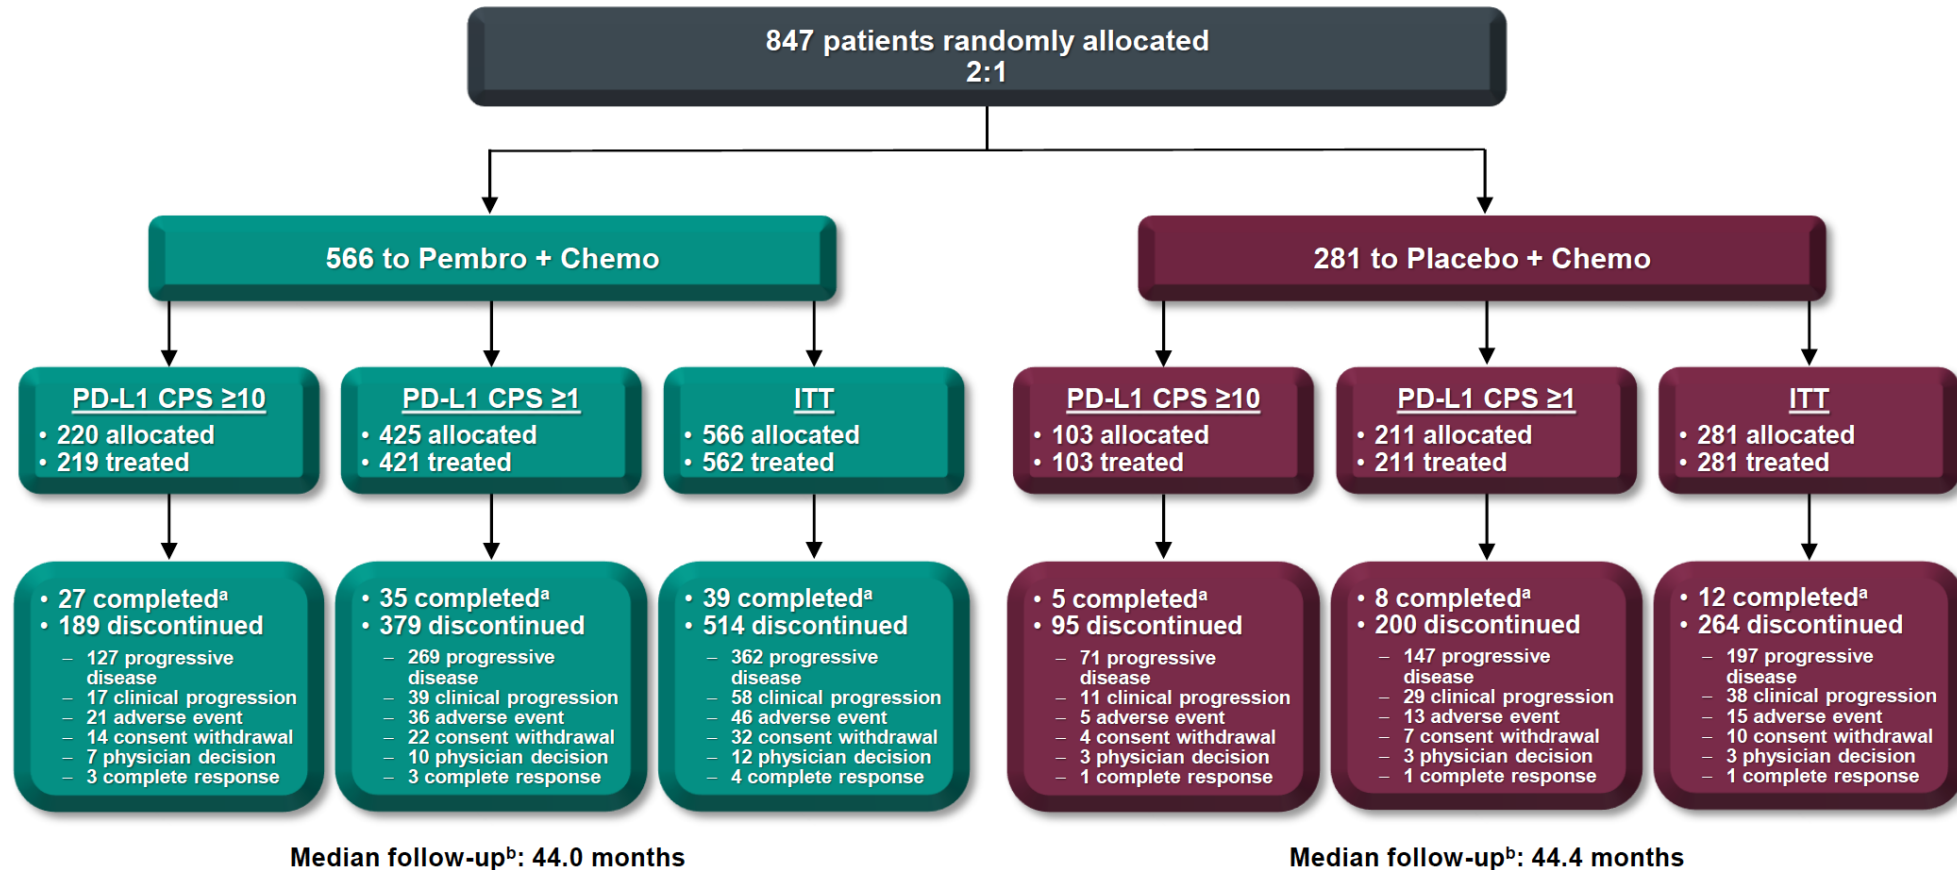 847 patients randomly allocated
2:1
566 to Pembro + Chemo
281 to Placebo + Chemo
PD-L1 CPS ≥10
• 220 allocated
• 219 treated
PD-L1 CPS ≥1
• 425 allocated
• 421 treated
ITT
• 566 allocated
• 562 treated
PD-L1 CPS ≥10
• 103 allocated
• 103 treated
PD-L1 CPS ≥1
• 211 allocated
• 211 treated
ITT
• 281 allocated
• 281 treated
• 27 completedᵃ
• 189 discontinued
– 127 progressive
disease
– 17 clinical progression
– 21 adverse event
– 14 consent withdrawal
– 7 physician decision
– 3 complete response
• 35 completedᵃ
• 379 discontinued
– 269 progressive
disease
– 39 clinical progression
– 36 adverse event
– 22 consent withdrawal
– 10 physician decision
– 3 complete response
• 39 completedᵃ
• 514 discontinued
– 362 progressive
disease
– 58 clinical progression
– 46 adverse event
– 32 consent withdrawal
– 12 physician decision
– 4 complete response
• 5 completedᵃ
• 95 discontinued
– 71 progressive
disease
– 11 clinical progression
– 5 adverse event
– 4 consent withdrawal
– 3 physician decision
– 1 complete response
• 8 completedᵃ
• 200 discontinued
– 147 progressive
disease
– 29 clinical progression
– 13 adverse event
– 7 consent withdrawal
– 3 physician decision
– 1 complete response
• 12 completedᵃ
• 264 discontinued
– 197 progressive
disease
– 38 clinical progression
– 15 adverse event
– 10 consent withdrawal
– 3 physician decision
– 1 complete response
Median follow-upᵇ: 44.0 months
Median follow-upᵇ: 44.4 months